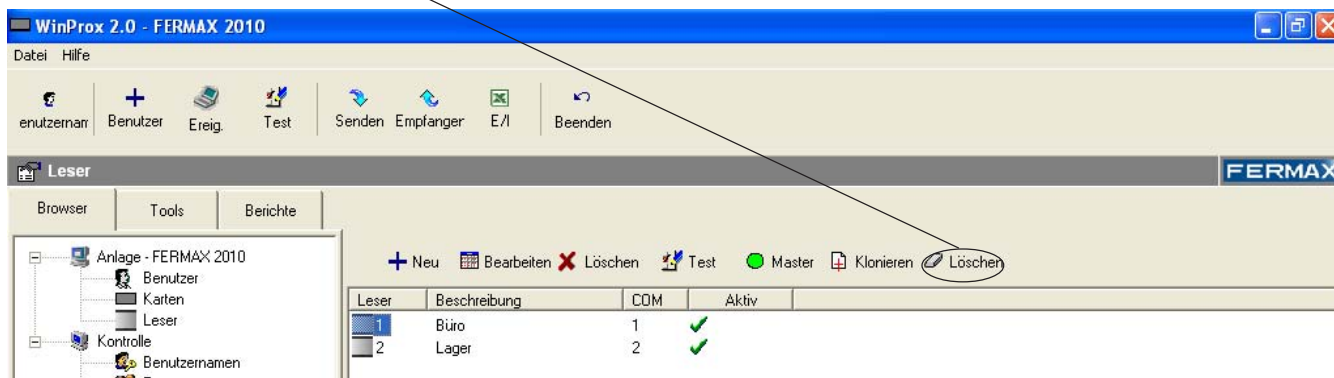 WinProx 2.0 - FERMAX 2010
Datei Hilfe
enutzernam Benutzer Ereig. Test Senden Empfanger E/I Beenden
Leser FERMAX
Browser Tools Berichte
Anlage - FERMAX 2010
Neu Bearbeiten Löschen Test Master Klonieren Löschen
Benutzer
Karten
Leser Beschreibung COM Aktiv
Leser
1 Büro 1
Kontrolle
2 Lager 2
Benutzernamen